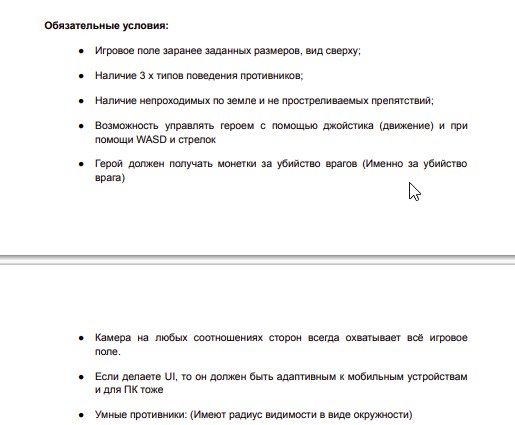 Обязательные условия:
● Игровое поле заранее заданных размеров, вид сверху;
● Наличие 3 х типов поведения противников;
● Наличие непроходимых по земле и не простреливаемых препятствий;
● Возможность управлять героем с помощью джойстика (движение) и при
помощи WASD и стрелок
● Герой должен получать монетки за убийство врагов (Именно за убийство
врага)
● Камера на любых соотношениях сторон всегда охватывает всё игровое
поле.
● Если делаете UI, то он должен быть адаптивным к мобильным устройствам
и для ПК тоже
● Умные противники: (Имеют радиус видимости в виде окружности)